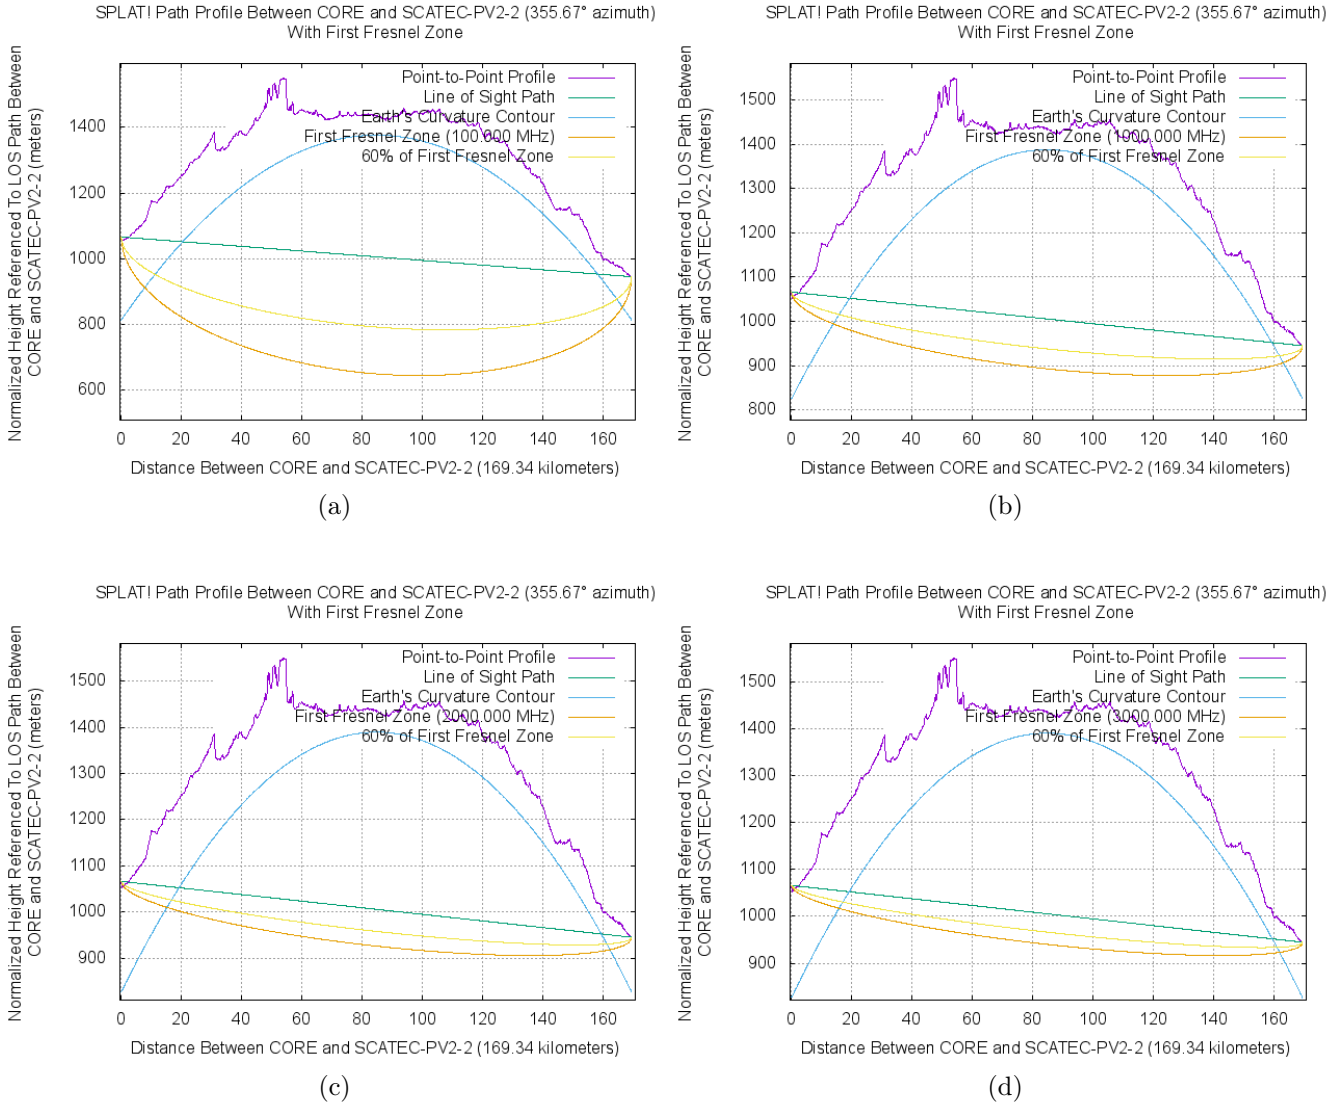 SPLAT! Path Profile Between CORE and SCATEC-PV2-2 (355.67° azimuth)
With First Fresnel Zone
Normalized Height Referenced To LOS Path Between
CORE and SCATEC-PV2-2 (meters)
Point-to-Point Profile
Line of Sight Path
Earth's Curvature Contour
First Fresnel Zone (100.000 MHz)
60% of First Fresnel Zone
1400
1200
1000
800
600
0 20 40 60 80 100 120 140 160
Distance Between CORE and SCATEC-PV2-2 (169.34 kilometers)
(a)
SPLAT! Path Profile Between CORE and SCATEC-PV2-2 (355.67° azimuth)
With First Fresnel Zone
Normalized Height Referenced To LOS Path Between
CORE and SCATEC-PV2-2 (meters)
Point-to-Point Profile
Line of Sight Path
Earth's Curvature Contour
First Fresnel Zone (1000.000 MHz)
60% of First Fresnel Zone
1500
1400
1300
1200
1100
1000
900
800
0 20 40 60 80 100 120 140 160
Distance Between CORE and SCATEC-PV2-2 (169.34 kilometers)
(b)
SPLAT! Path Profile Between CORE and SCATEC-PV2-2 (355.67° azimuth)
With First Fresnel Zone
Normalized Height Referenced To LOS Path Between
CORE and SCATEC-PV2-2 (meters)
Point-to-Point Profile
Line of Sight Path
Earth's Curvature Contour
First Fresnel Zone (2000.000 MHz)
60% of First Fresnel Zone
1500
1400
1300
1200
1100
1000
900
0 20 40 60 80 100 120 140 160
Distance Between CORE and SCATEC-PV2-2 (169.34 kilometers)
(c)
SPLAT! Path Profile Between CORE and SCATEC-PV2-2 (355.67° azimuth)
With First Fresnel Zone
Normalized Height Referenced To LOS Path Between
CORE and SCATEC-PV2-2 (meters)
Point-to-Point Profile
Line of Sight Path
Earth's Curvature Contour
First Fresnel Zone (3000.000 MHz)
60% of First Fresnel Zone
1500
1400
1300
1200
1100
1000
900
0 20 40 60 80 100 120 140 160
Distance Between CORE and SCATEC-PV2-2 (169.34 kilometers)
(d)